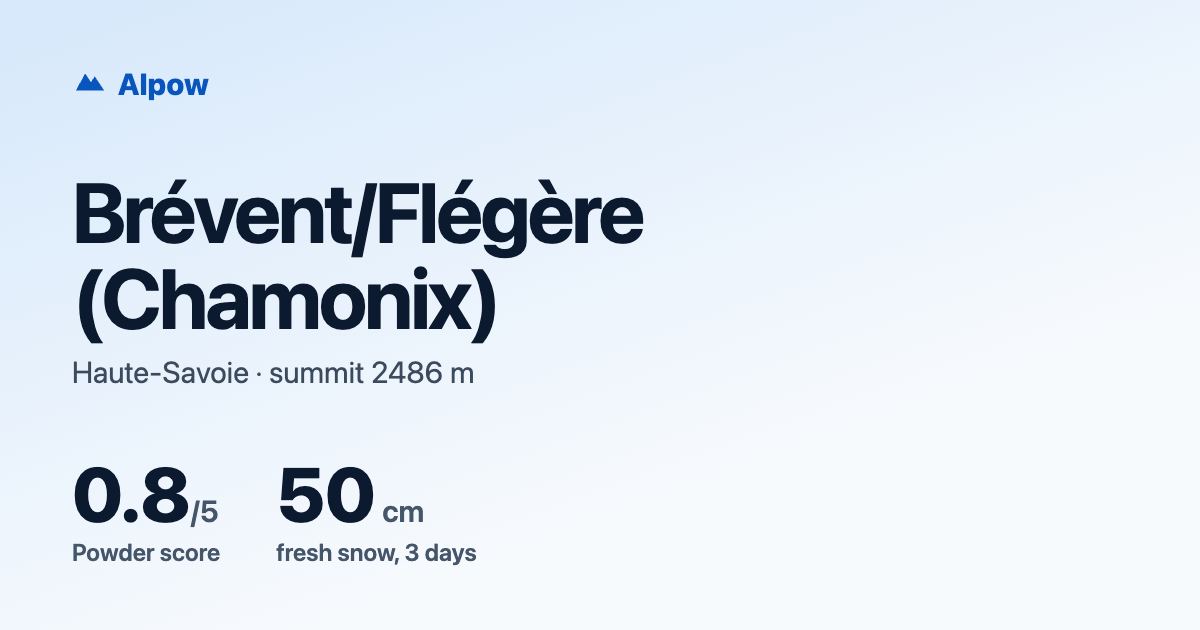 Alpow
Brévent/Flégère
(Chamonix)
Haute-Savoie · summit 2486 m
0.8/5 50 cm
Powder score fresh snow, 3 days